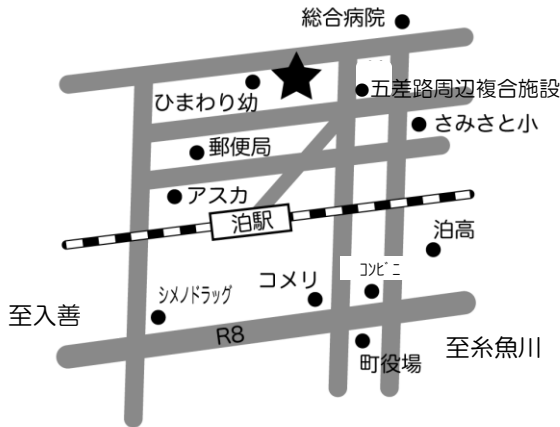 総合病院
ひまわり幼
五差路周辺複合施設
さみさと小
郵便局
アスカ
泊駅
泊高
コンビニ
シメノドラッグ
コメリ
至入善
R8
至糸魚川
町役場